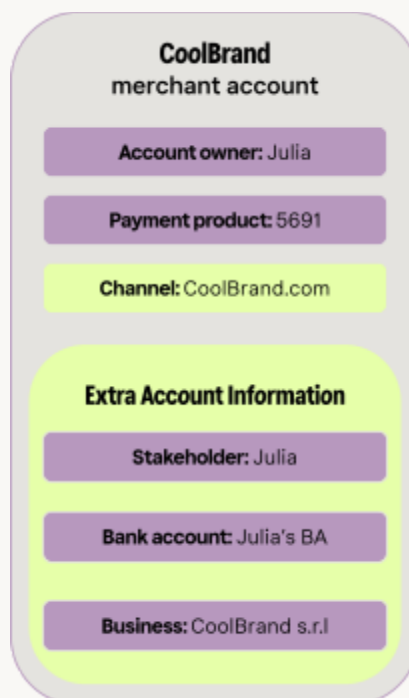 CoolBrand
merchant account
Account owner: Julia
Payment product: 5691
Channel: CoolBrand.com
Extra Account Information
Stakeholder: Julia
Bank account: Julia's BA
Business: CoolBrand s.r.l